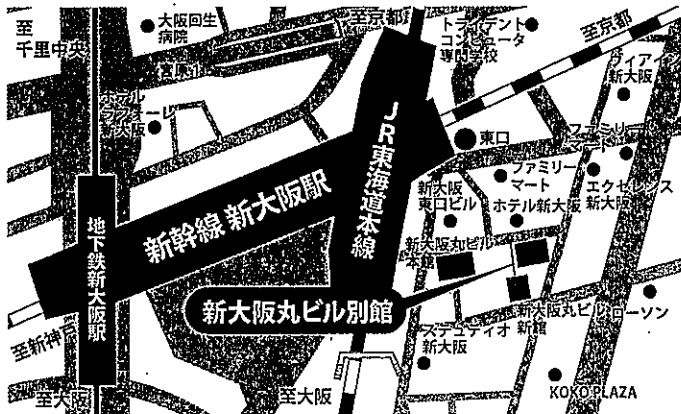 至
千里中央
大阪回生
病院
至京都
トライデント
コンピュータ
専門学校
至京都
ヴィアイン
新大阪
ホテル
ラフォーレ
新大阪
JR東海道本線
東口
ファミリー
マート
ファミリー
マート
エクセレンス
新大阪
新大阪
東口ビル
ホテル新大阪
新幹線 新大阪駅
地下鉄新大阪駅
新大阪丸ビル
本館
新大阪丸ビル別館
新大阪丸ビル
新館
ローソン
至新神戸
ステュディオ
新大阪
至大阪
至大阪
KOKO PLAZA